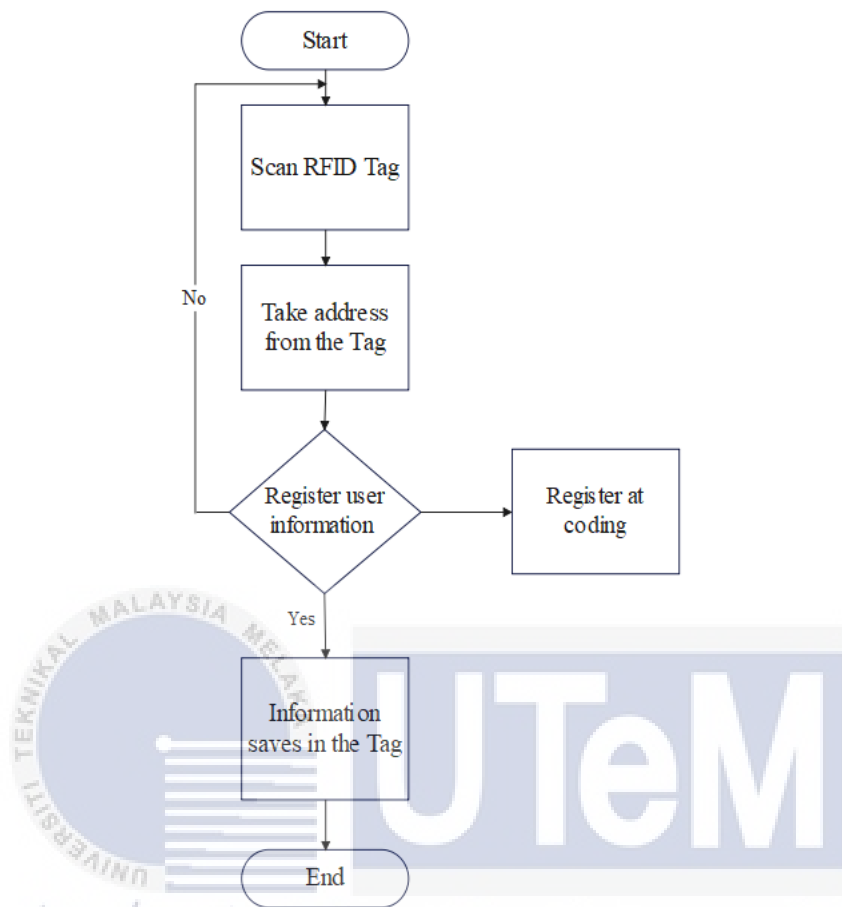 Start
Scan RFID Tag
No
Take address
from the Tag
Register user
information
Register at
coding
Yes
Information
saves in the Tag
End
UNIVERSITI TEKNIKAL MALAYSIA MELAKA
UTeM